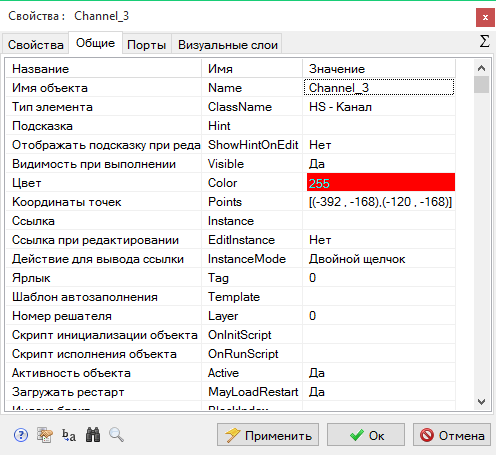 Свойства: Channel_3
x
Свойства Общие Порты Визуальные слои Σ
Название Имя Значение
Имя объекта Name Channel_3
Тип элемента ClassName HS - Канал
Подсказка Hint
Отображать подсказку при реда ShowHintOnEdit Нет
Видимость при выполнении Visible Да
Цвет Color 255
Координаты точек Points [(-392 , -168),(-120 , -168)]
Ссылка Instance
Ссылка при редактировании EditInstance Нет
Действие для вывода ссылки InstanceMode Двойной щелчок
Ярлык Tag 0
Шаблон автозаполнения Template
Номер решателя Layer 0
Скрипт инициализации объекта OnInitScript
Скрипт исполнения объекта OnRunScript
Активность объекта Active Да
Загружать рестарт MayLoadRestart Да
Применить Ок Отмена